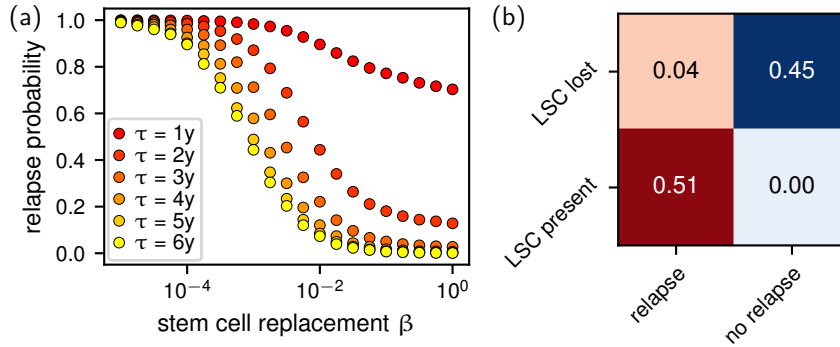 (a)
relapse probability
1.0
0.8
0.6
0.4
0.2
0.0
τ = 1y
τ = 2y
τ = 3y
τ = 4y
τ = 5y
τ = 6y
10⁻⁴
10⁻²
10⁰
stem cell replacement β
(b)
LSC lost
LSC present
0.04
0.45
0.51
0.00
relapse
no relapse